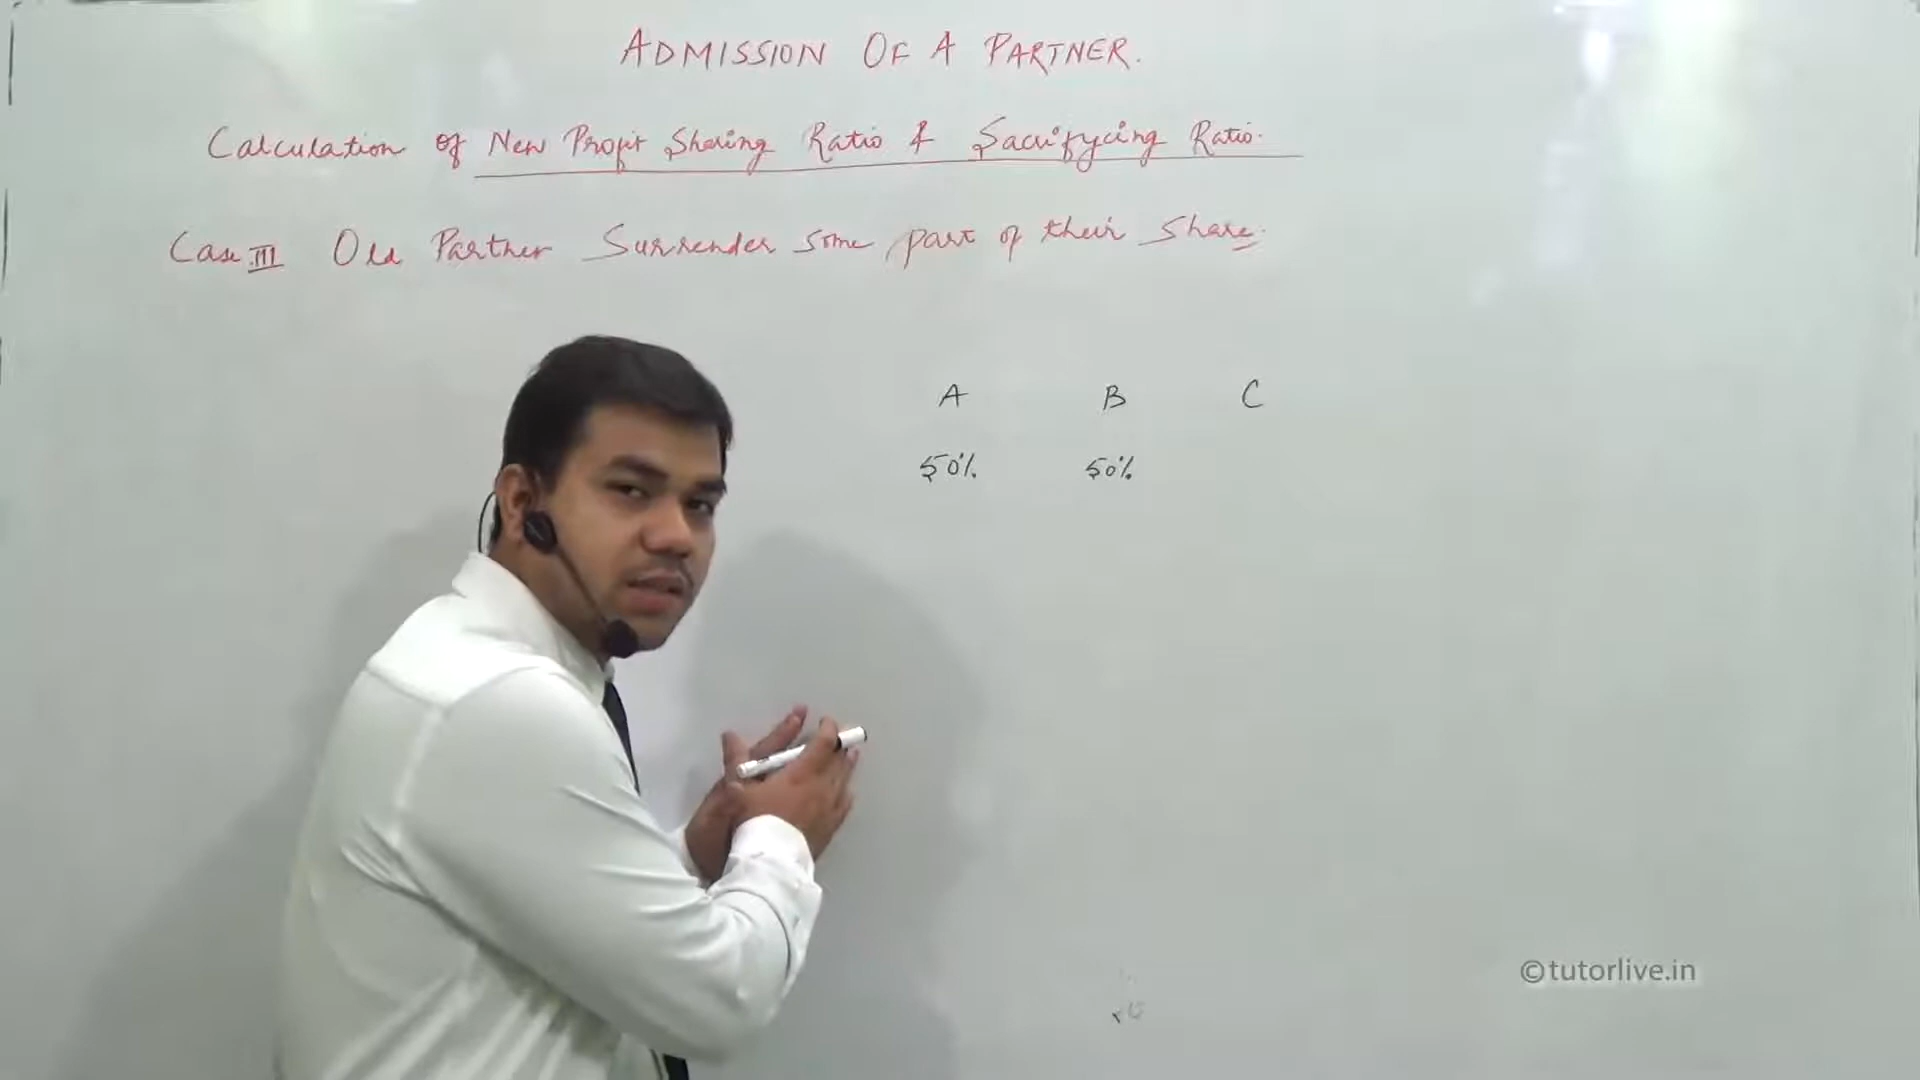 ADMISSION OF A PARTNER.
Calculation of New Profit Sharing Ratio & Sacrifycing Ratio.
Case III Old Partner Surrender some part of their share.
A B C
50% 50%
©tutorlive.in